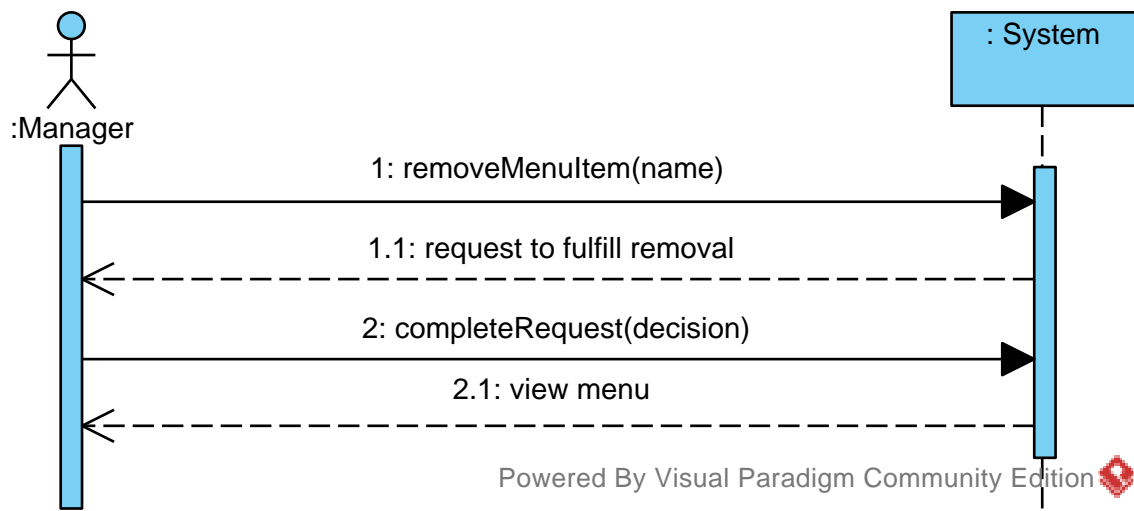 : System
:Manager
1: removeMenuItem(name)
1.1: request to fulfill removal
2: completeRequest(decision)
2.1: view menu
Powered By Visual Paradigm Community Edition